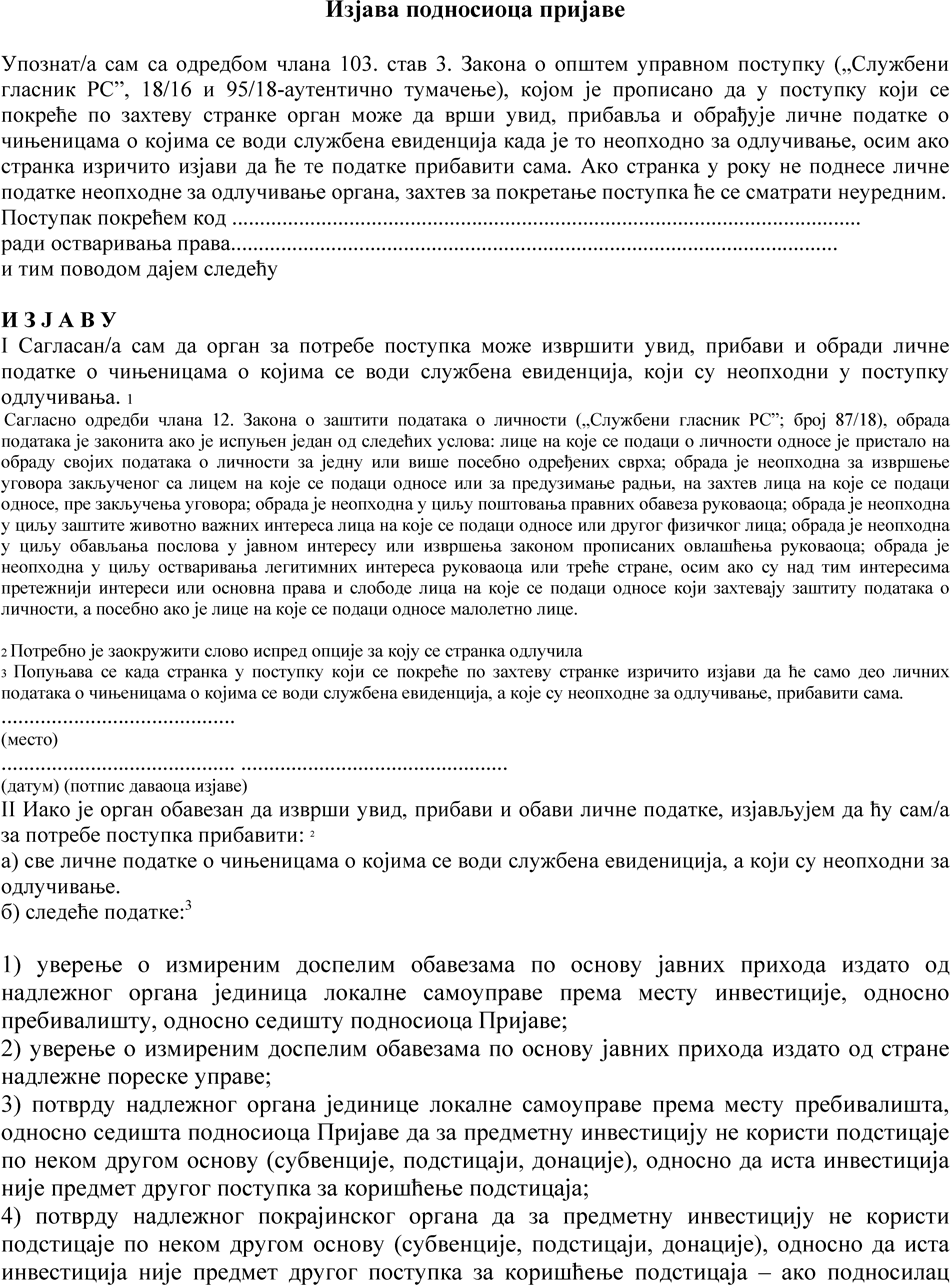 Изјава подносиоца пријаве
Упознат/а сам са одредбом члана 103. став 3. Закона о општем управном поступку („Службени
гласник РС”, 18/16 и 95/18-аутентично тумачење), којом је прописано да у поступку који се
покреће по захтеву странке орган може да врши увид, прибавља и обрађује личне податке о
чињеницама о којима се води службена евиденција када је то неопходно за одлучивање, осим ако
странка изричито изјави да ће те податке прибавити сама. Ако странка у року не поднесе личне
податке неопходне за одлучивање органа, захтев за покретање поступка ће се сматрати неуредним.
Поступак покрећем код .................................................................................................................
ради остваривања права.............................................................................................................
и тим поводом дајем следећу
И З Ј А В У
I Сагласан/а сам да орган за потребе поступка може извршити увид, прибави и обради личне
податке о чињеницама о којима се води службена евиденција, који су неопходни у поступку
одлучивања. 1
Сагласно одредби члана 12. Закона о заштити података о личности („Службени гласник РС”; број 87/18), обрада
података је законита ако је испуњен један од следећих услова: лице на које се подаци о личности односе је пристало на
обраду својих података о личности за једну или више посебно одређених сврха; обрада је неопходна за извршење
уговора закљученог са лицем на које се подаци односе или за предузимање радњи, на захтев лица на које се подаци
односе, пре закључења уговора; обрада је неопходна у циљу поштовања правних обавеза руковаоца; обрада је неопходна
у циљу заштите животно важних интереса лица на које се подаци односе или другог физичког лица; обрада је неопходна
у циљу обављања послова у јавном интересу или извршења законом прописаних овлашћења руковаоца; обрада је
неопходна у циљу остваривања легитимних интереса руковаоца или треће стране, осим ако су над тим интересима
претежнији интереси или основна права и слободе лица на које се подаци односе који захтевају заштиту података о
личности, а посебно ако је лице на које се подаци односе малолетно лице.
2 Потребно је заокружити слово испред опције за коју се странка одлучила
3 Попуњава се када странка у поступку који се покреће по захтеву странке изричито изјави да ће само део личних
података о чињеницама о којима се води службена евиденција, а које су неопходне за одлучивање, прибавити сама.
..........................................
(место)
.......................................... ................................................
(датум) (потпис даваоца изјаве)
II Иако је орган обавезан да изврши увид, прибави и обави личне податке, изјављујем да ћу сам/а
за потребе поступка прибавити: 2
а) све личне податке о чињеницама о којима се води службена евидениција, а који су неопходни за
одлучивање.
б) следеће податке:3
1) уверење о измиреним доспелим обавезама по основу јавних прихода издато од
надлежног органа јединица локалне самоуправе према месту инвестиције, односно
пребивалишту, односно седишту подносиоца Пријаве;
2) уверење о измиреним доспелим обавезама по основу јавних прихода издато од стране
надлежне пореске управе;
3) потврду надлежног органа јединице локалне самоуправе према месту пребивалишта,
односно седишта подносиоца Пријаве да за предметну инвестицију не користи подстицаје
по неком другом основу (субвенције, подстицаји, донације), односно да иста инвестиција
није предмет другог поступка за коришћење подстицаја;
4) потврду надлежног покрајинског органа да за предметну инвестицију не користи
подстицаје по неком другом основу (субвенције, подстицаји, донације), односно да иста
инвестиција није предмет другог поступка за коришћење подстицаја – ако подносилац